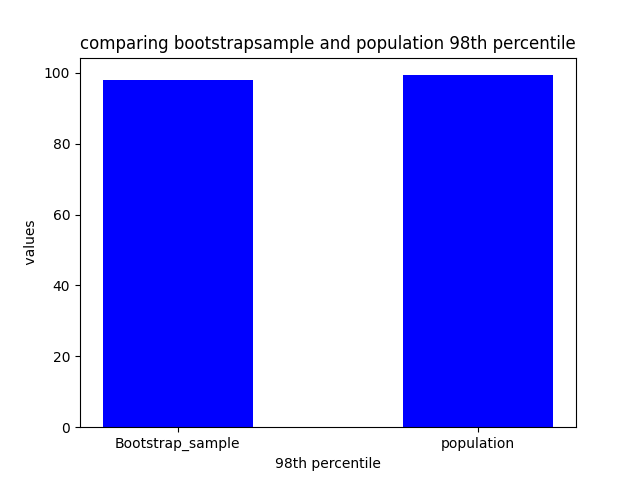 comparing bootstrapsample and population 98th percentile
values
100
80
60
40
20
0
Bootstrap_sample
population
98th percentile